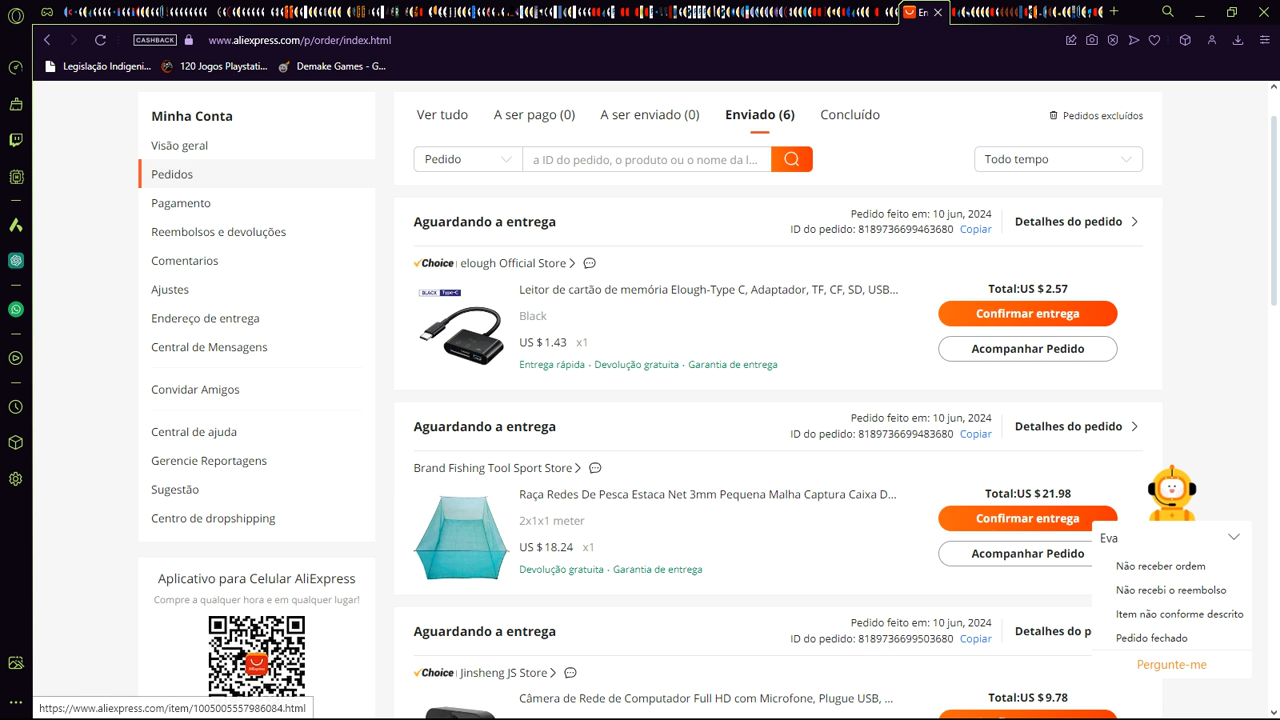 En
CASHBACK
www.aliexpress.com/p/order/index.html
Legislação Indigeni...
120 Jogos Playstati...
Demake Games - G...
Minha Conta
Visão geral
Pedidos
Pagamento
Reembolsos e devoluções
Comentarios
Ajustes
Endereço de entrega
Central de Mensagens
Convidar Amigos
Central de ajuda
Gerencie Reportagens
Sugestão
Centro de dropshipping
Aplicativo para Celular AliExpress
Compre a qualquer hora e em qualquer lugar!
AliExpress
Ver tudo
A ser pago (0)
A ser enviado (0)
Enviado (6)
Concluído
Pedidos excluídos
Pedido
a ID do pedido, o produto ou o nome da l...
Todo tempo
Aguardando a entrega
Pedido feito em: 10 jun, 2024
ID do pedido: 8189736699463680 Copiar
Detalhes do pedido
Choice elough Official Store
BLACK Type-C
Leitor de cartão de memória Elough-Type C, Adaptador, TF, CF, SD, USB...
Black
US $1.43 x1
Entrega rápida · Devolução gratuita · Garantia de entrega
Total:US $2.57
Confirmar entrega
Acompanhar Pedido
Aguardando a entrega
Pedido feito em: 10 jun, 2024
ID do pedido: 8189736699483680 Copiar
Detalhes do pedido
Brand Fishing Tool Sport Store
Raça Redes De Pesca Estaca Net 3mm Pequena Malha Captura Caixa D...
2x1x1 meter
US $18.24 x1
Devolução gratuita · Garantia de entrega
Total:US $21.98
Confirmar entrega
Acompanhar Pedido
Aguardando a entrega
Pedido feito em: 10 jun, 2024
ID do pedido: 8189736699503680 Copiar
Detalhes do p
Choice Jinsheng JS Store
Câmera de Rede de Computador Full HD com Microfone, Plugue USB, ...
Total:US $9.78
Eva
Não receber ordem
Não recebi o reembolso
Item não conforme descrito
Pedido fechado
Pergunte-me
https://www.aliexpress.com/item/1005005557986084.html